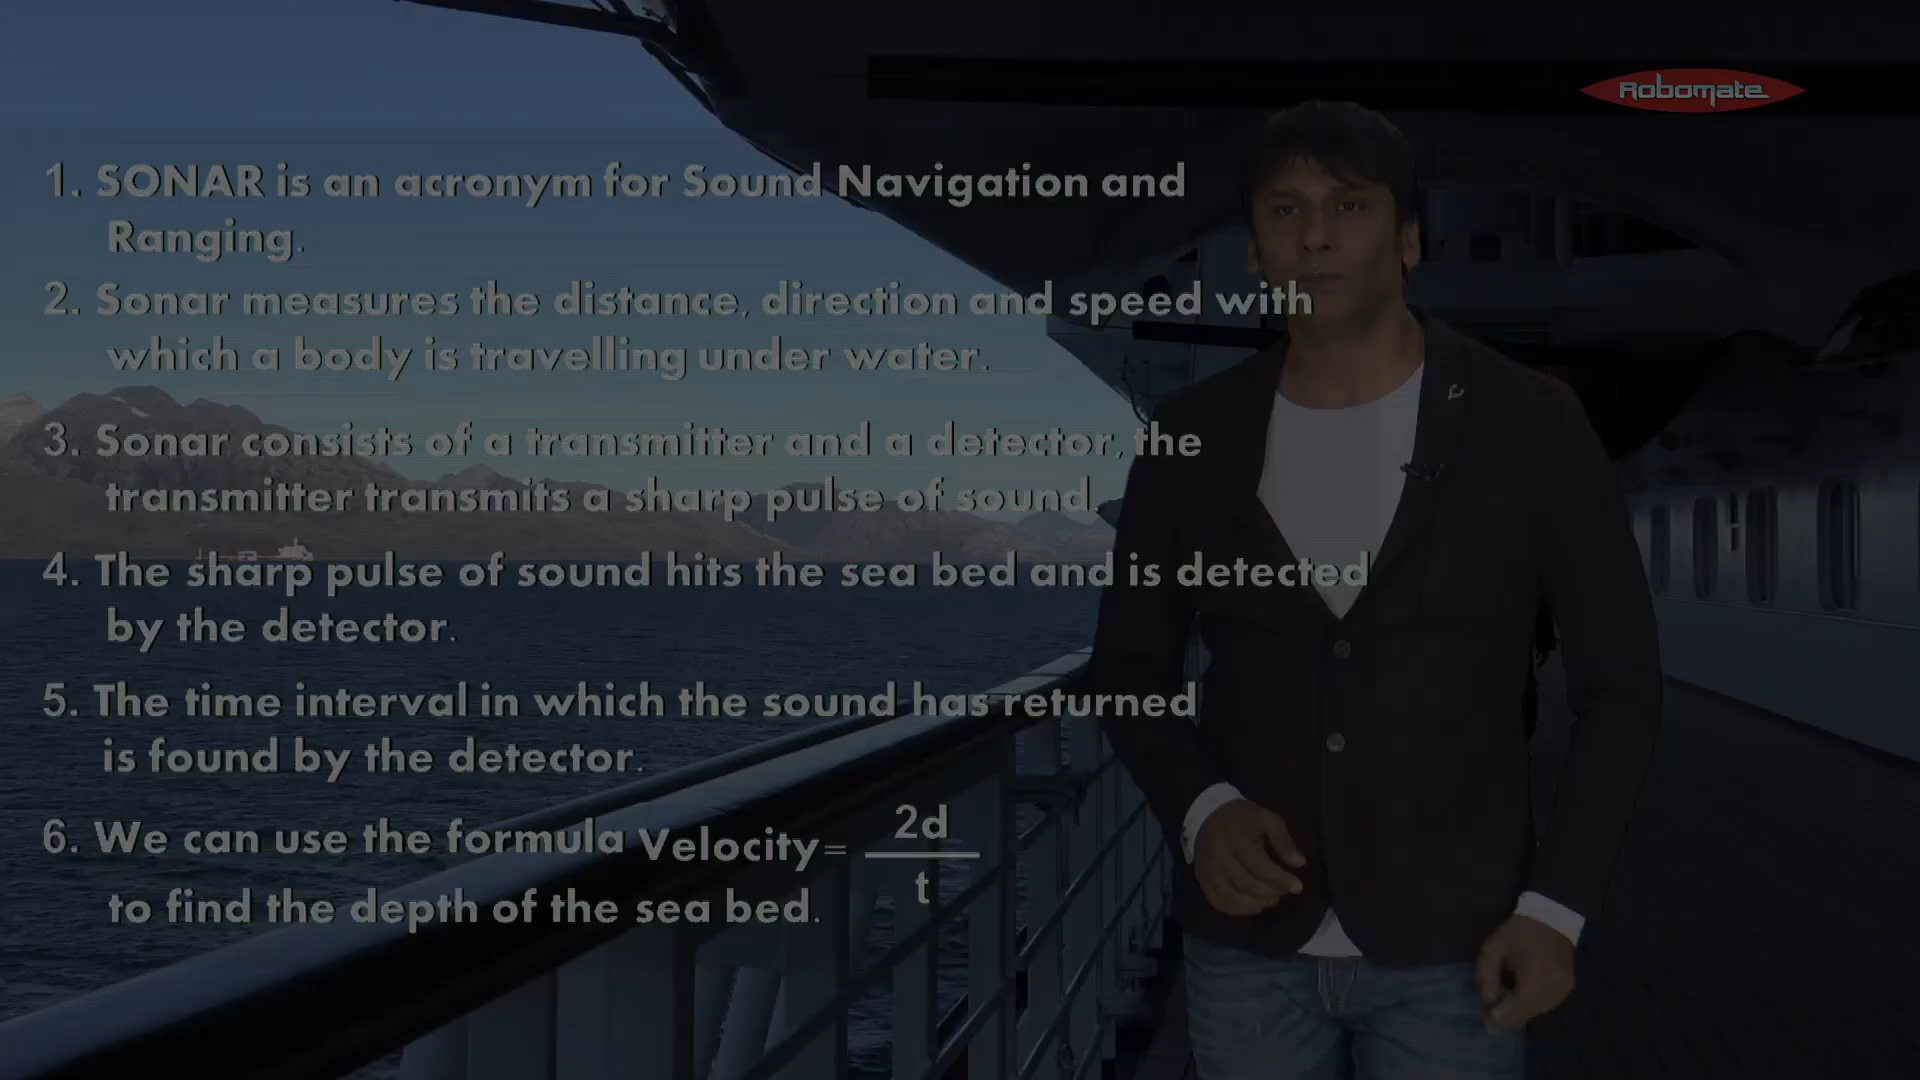 Robomate
1. SONAR is an acronym for Sound Navigation and
Ranging.
2. Sonar measures the distance, direction and speed with
which a body is travelling under water.
3. Sonar consists of a transmitter and a detector, the
transmitter transmits a sharp pulse of sound.
4. The sharp pulse of sound hits the sea bed and is detected
by the detector.
5. The time interval in which the sound has returned
is found by the detector.
6. We can use the formula Velocity= 2d
t
to find the depth of the sea bed.